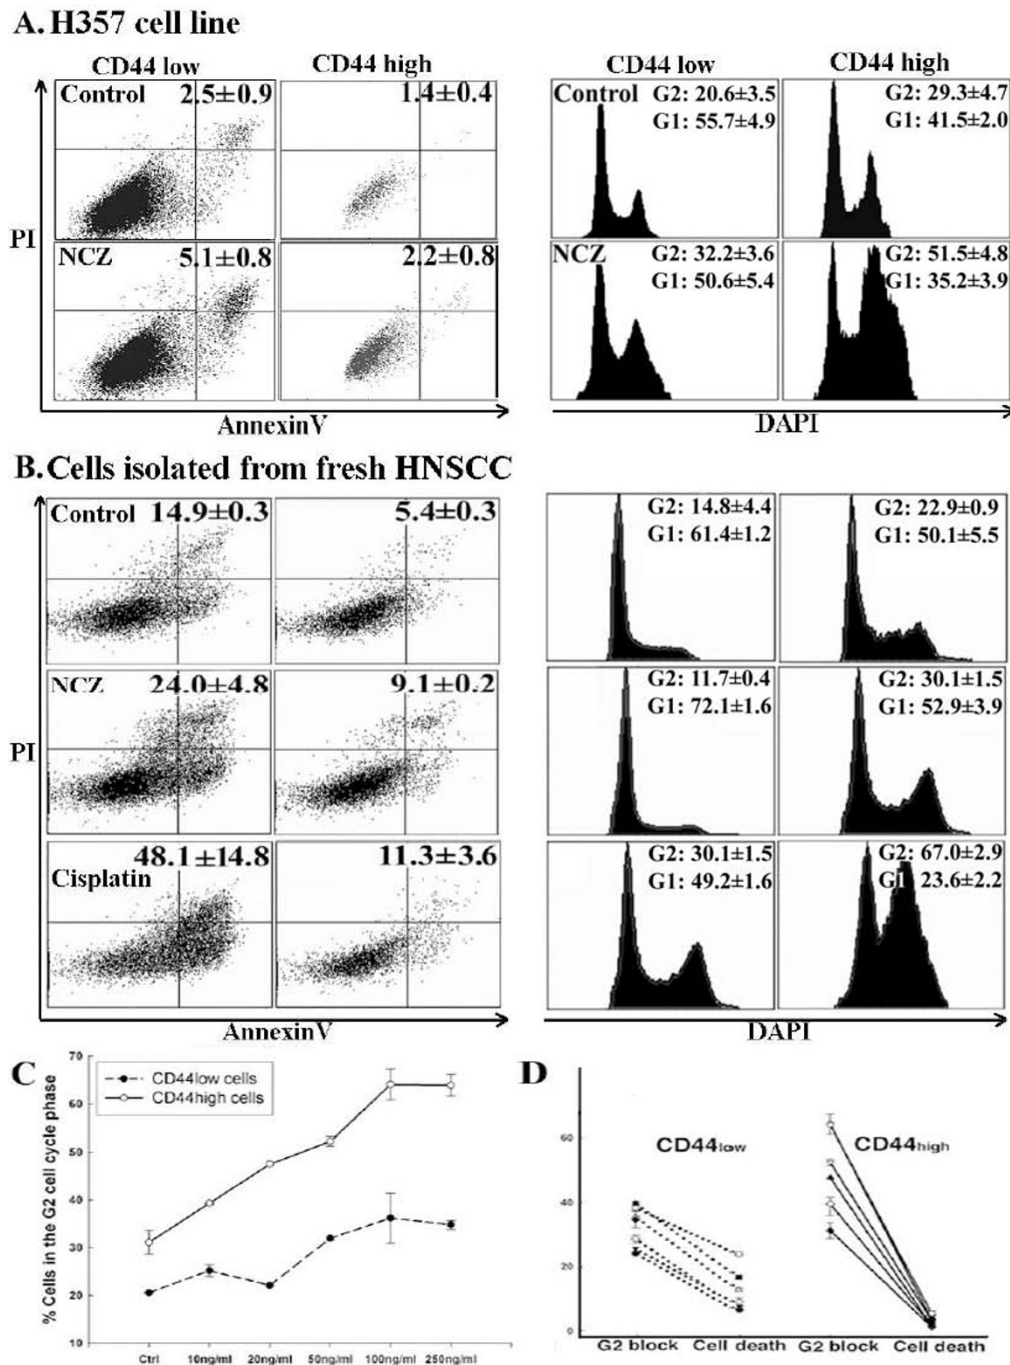 A. H357 cell line
CD44 low
CD44 high
CD44 low
CD44 high
Control 2.5±0.9
1.4±0.4
Control G2: 20.6±3.5
G1: 55.7±4.9
G2: 29.3±4.7
G1: 41.5±2.0
PI
NCZ 5.1±0.8
2.2±0.8
NCZ G2: 32.2±3.6
G1: 50.6±5.4
G2: 51.5±4.8
G1: 35.2±3.9
AnnexinV
DAPI
B. Cells isolated from fresh HNSCC
Control 14.9±0.3
5.4±0.3
G2: 14.8±4.4
G1: 61.4±1.2
G2: 22.9±0.9
G1: 50.1±5.5
NCZ 24.0±4.8
9.1±0.2
G2: 11.7±0.4
G1: 72.1±1.6
G2: 30.1±1.5
G1: 52.9±3.9
PI
48.1±14.8
Cisplatin
11.3±3.6
G2: 30.1±1.5
G1: 49.2±1.6
G2: 67.0±2.9
G1 23.6±2.2
AnnexinV
DAPI
C
% Cells in the G2 cell cycle phase
70
60
50
40
30
20
10
CD44low cells
CD44high cells
Ctrl 10ng/ml 20ng/ml 50ng/ml 100ng/ml 250ng/ml
D
60
40
20
0
CD44low
CD44high
G2 block Cell death G2 block Cell death